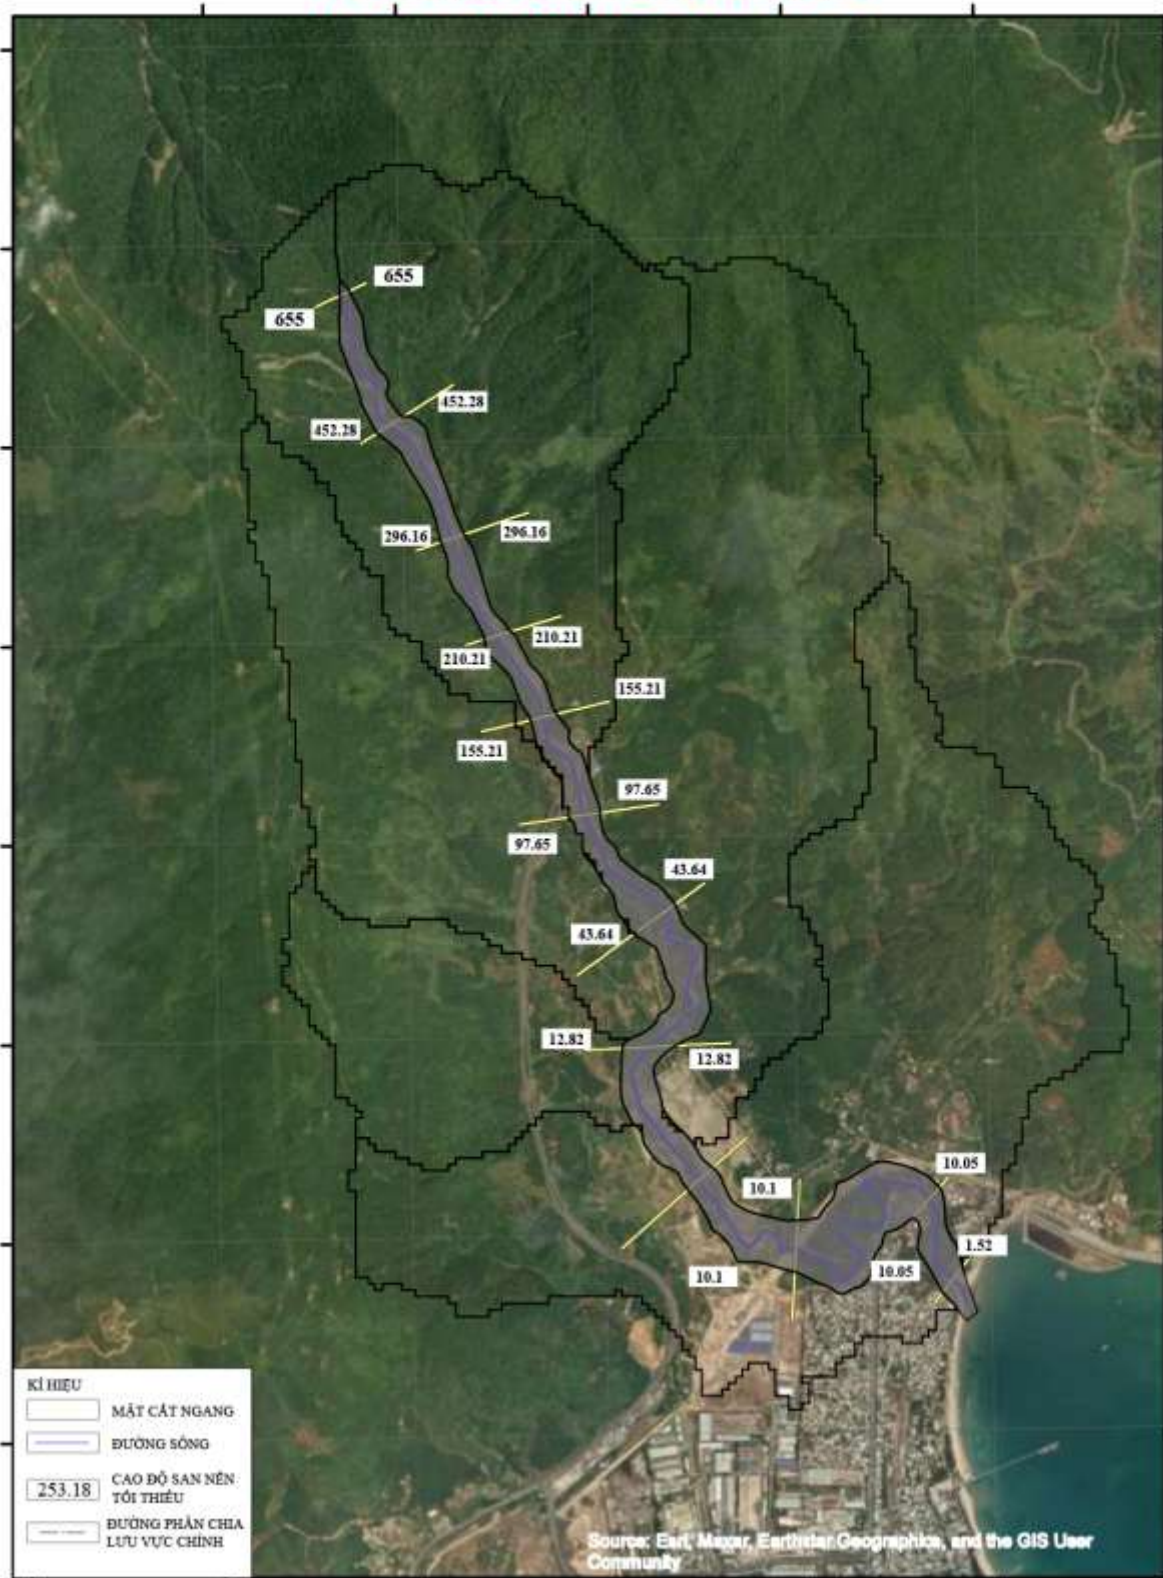 655
655
452.28
452.28
296.16
296.16
210.21
210.21
155.21
155.21
97.65
97.65
43.64
43.64
12.82
12.82
10.05
10.1
1.52
10.05
10.1
KÍ HIỆU
MẶT CẮT NGANG
ĐƯỜNG SÔNG
253.18
CAO ĐỘ SAN NỀN
TỐI THIỂU
ĐƯỜNG PHÂN CHIA
LƯU VỰC CHÍNH
Source: Esri, Maxar, Earthstar Geographics, and the GIS User
Community